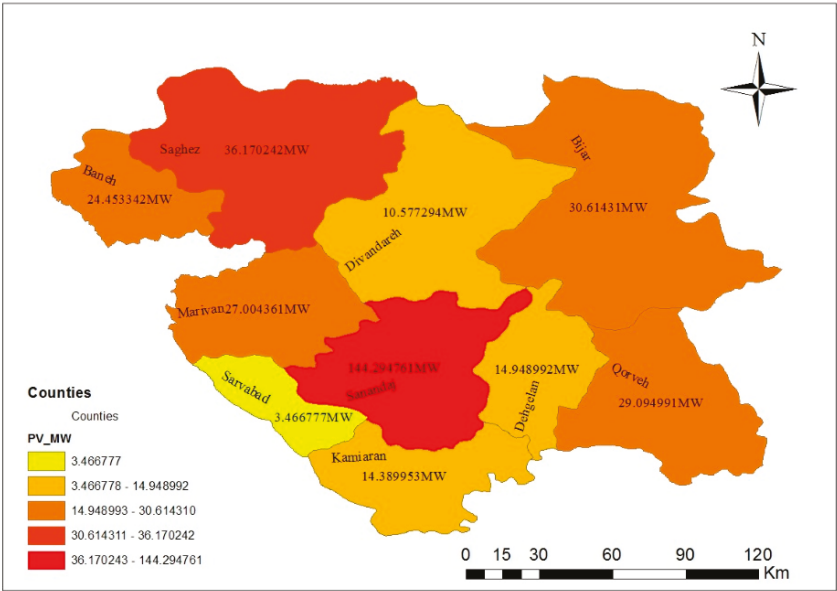 N
Saghez 36.170242MW
Bijar
Baneh
24.453342MW
10.577294MW
30.61431MW
Divandareh
Marivan27.004361MW
144.294761MW
Sanandaj
14.948992MW
Dehgelan
Qorveh
29.094991MW
Sarvabad
3.466777MW
Kamiaran
14.389953MW
Counties
Counties
PV_MW
3.466777
3.466778 - 14.948992
14.948993 - 30.614310
30.614311 - 36.170242
36.170243 - 144.294761
0 15 30 60 90 120
Km